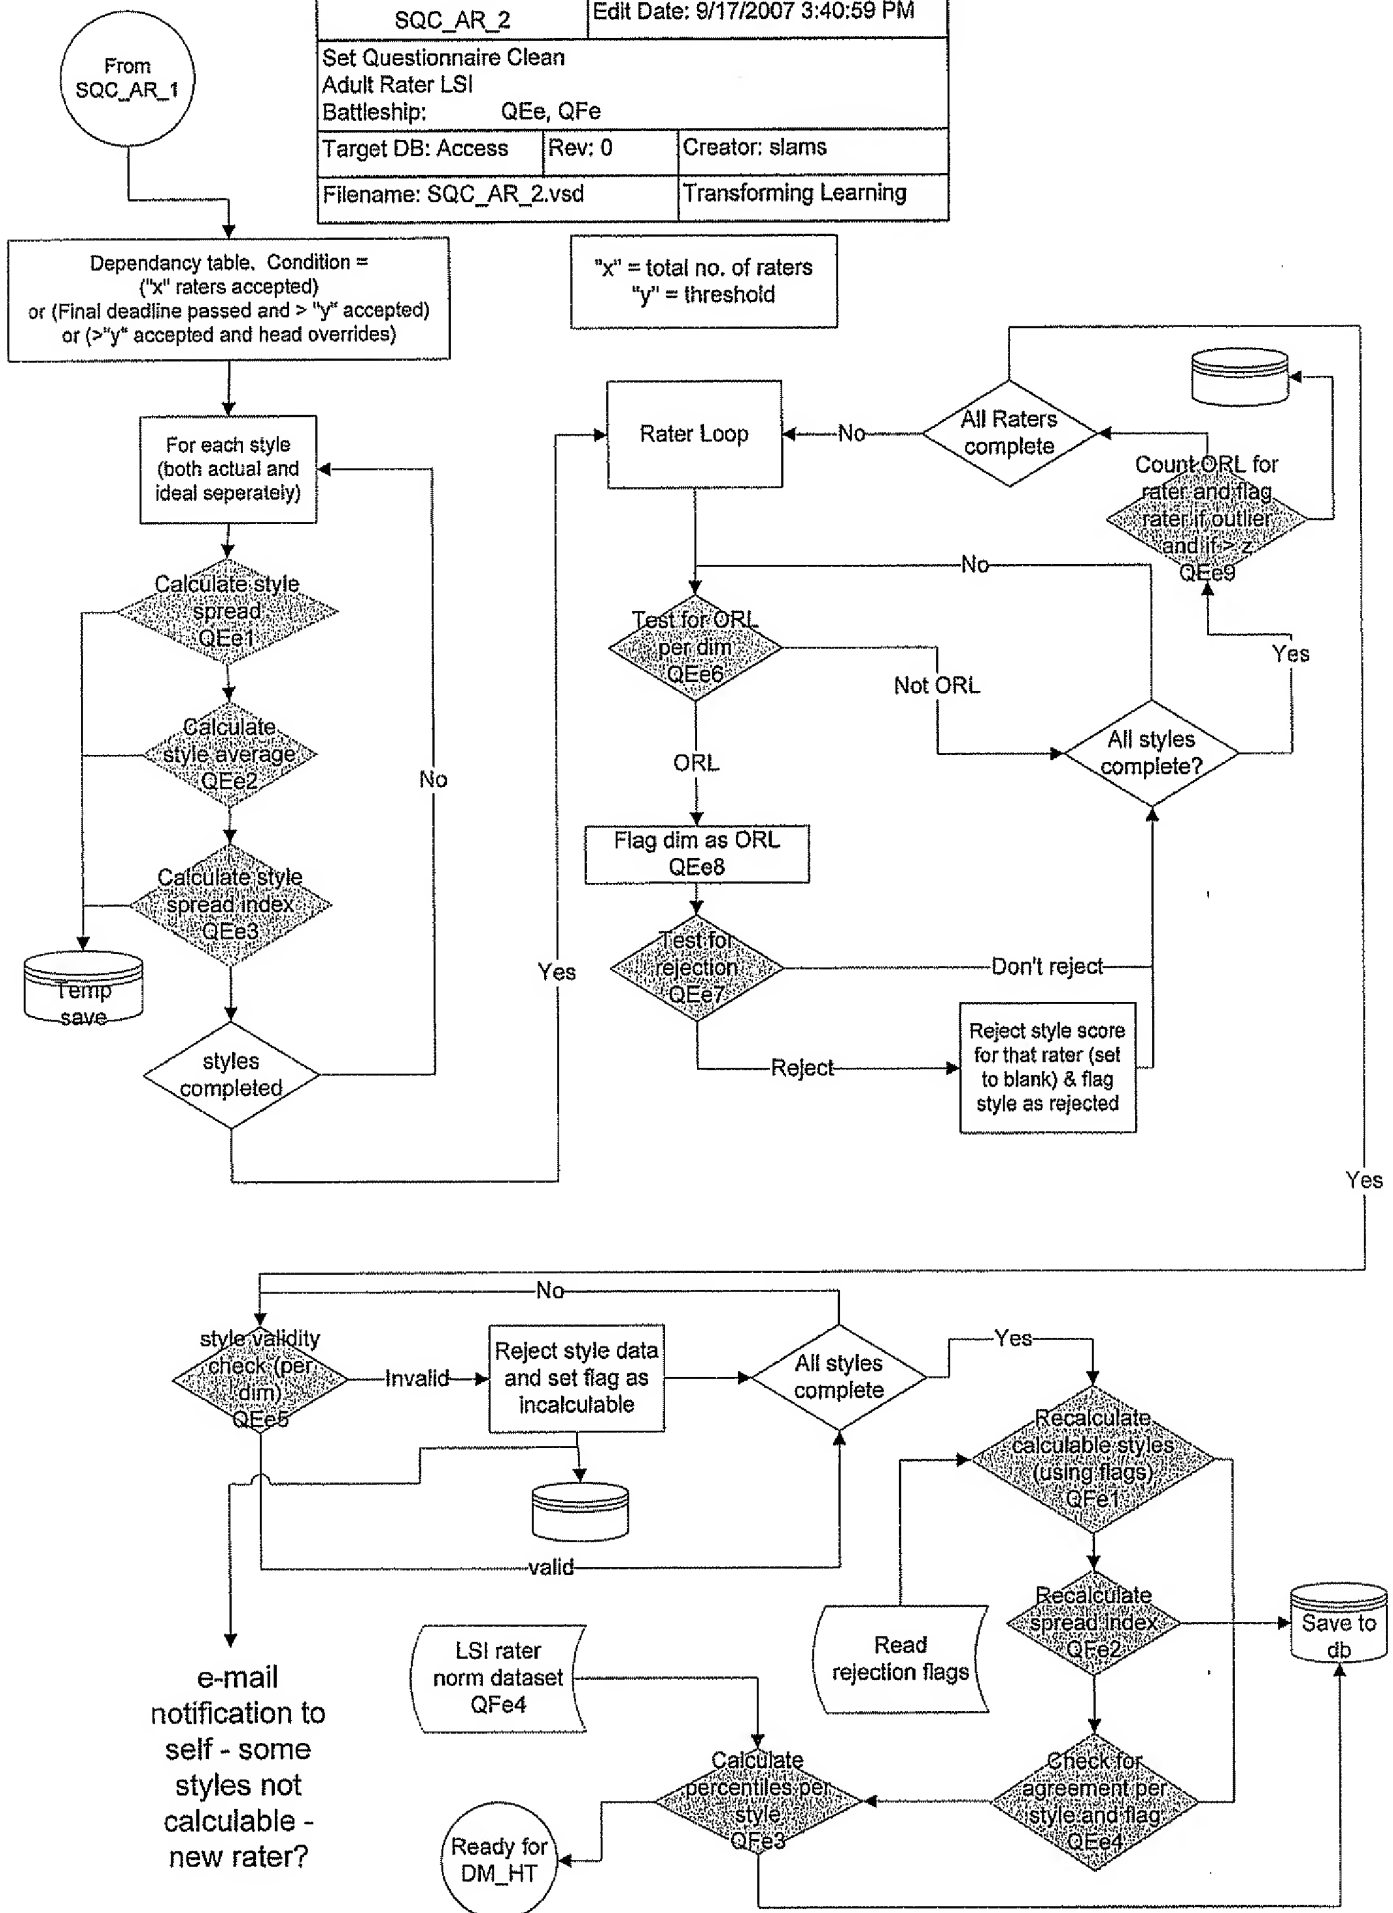 SQC_AR_2
Edit Date: 9/17/2007 3:40:59 PM
Set Questionnaire Clean
Adult Rater LSI
Battleship: QEe, QFe
Target DB: Access
Rev: 0
Creator: slams
Filename: SQC_AR_2.vsd
Transforming Learning
From
SQC_AR_1
Dependancy table. Condition =
("x" raters accepted)
or (Final deadline passed and > "y" accepted)
or (>"y" accepted and head overrides)
"x" = total no. of raters
"y" = threshold
For each style
(both actual and
ideal seperately)
Calculate style
spread
QEe1
Calculate
style average
QEe2
Calculate style
spread index
QEe3
Temp
save
styles
completed
No
Yes
Rater Loop
No
All Raters
complete
Count ORL for
rater and flag
rater if outlier
and if > z
QEe9
No
Test for ORL
per dim
QEe6
Not ORL
Yes
All styles
complete?
ORL
Flag dim as ORL
QEe8
Test for
rejection
QEe7
Don't reject
Reject
Reject style score
for that rater (set
to blank) & flag
style as rejected
Yes
No
style validity
check (per
dim)
QEe5
Invalid
Reject style data
and set flag as
incalculable
All styles
complete
Yes
valid
Recalculate
calculable styles
(using flags)
QFe1
Recalculate
spread index
QFe2
Save to
db
Read
rejection flags
LSI rater
norm dataset
QFe4
e-mail
notification to
self - some
styles not
calculable -
new rater?
Calculate
percentiles per
style
QFe3
Check for
agreement per
style and flag
QEe4
Ready for
DM_HT